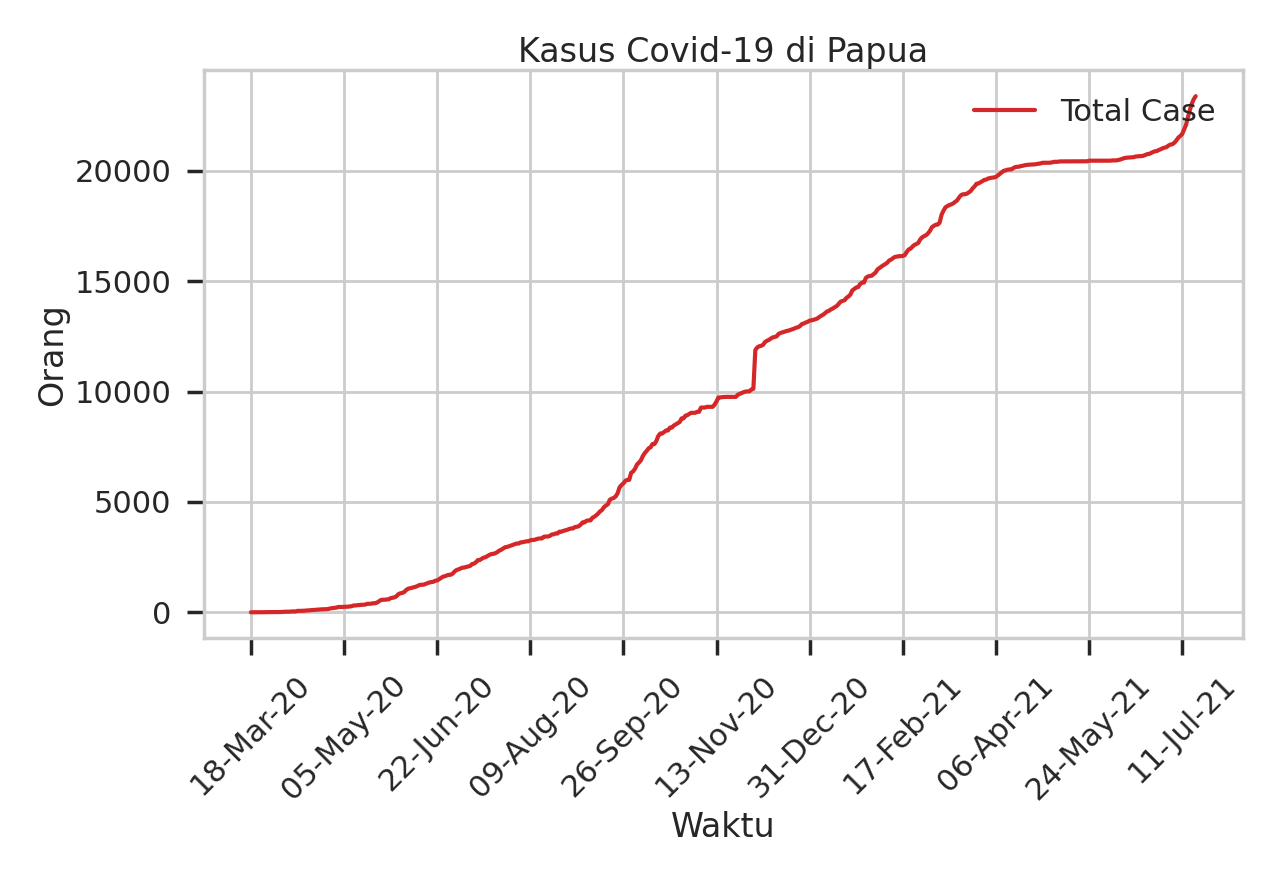 Kasus Covid-19 di Papua
Total Case
20000
15000
10000
5000
0
Orang
18-Mar-20
05-May-20
22-Jun-20
09-Aug-20
26-Sep-20
13-Nov-20
31-Dec-20
17-Feb-21
06-Apr-21
24-May-21
11-Jul-21
Waktu